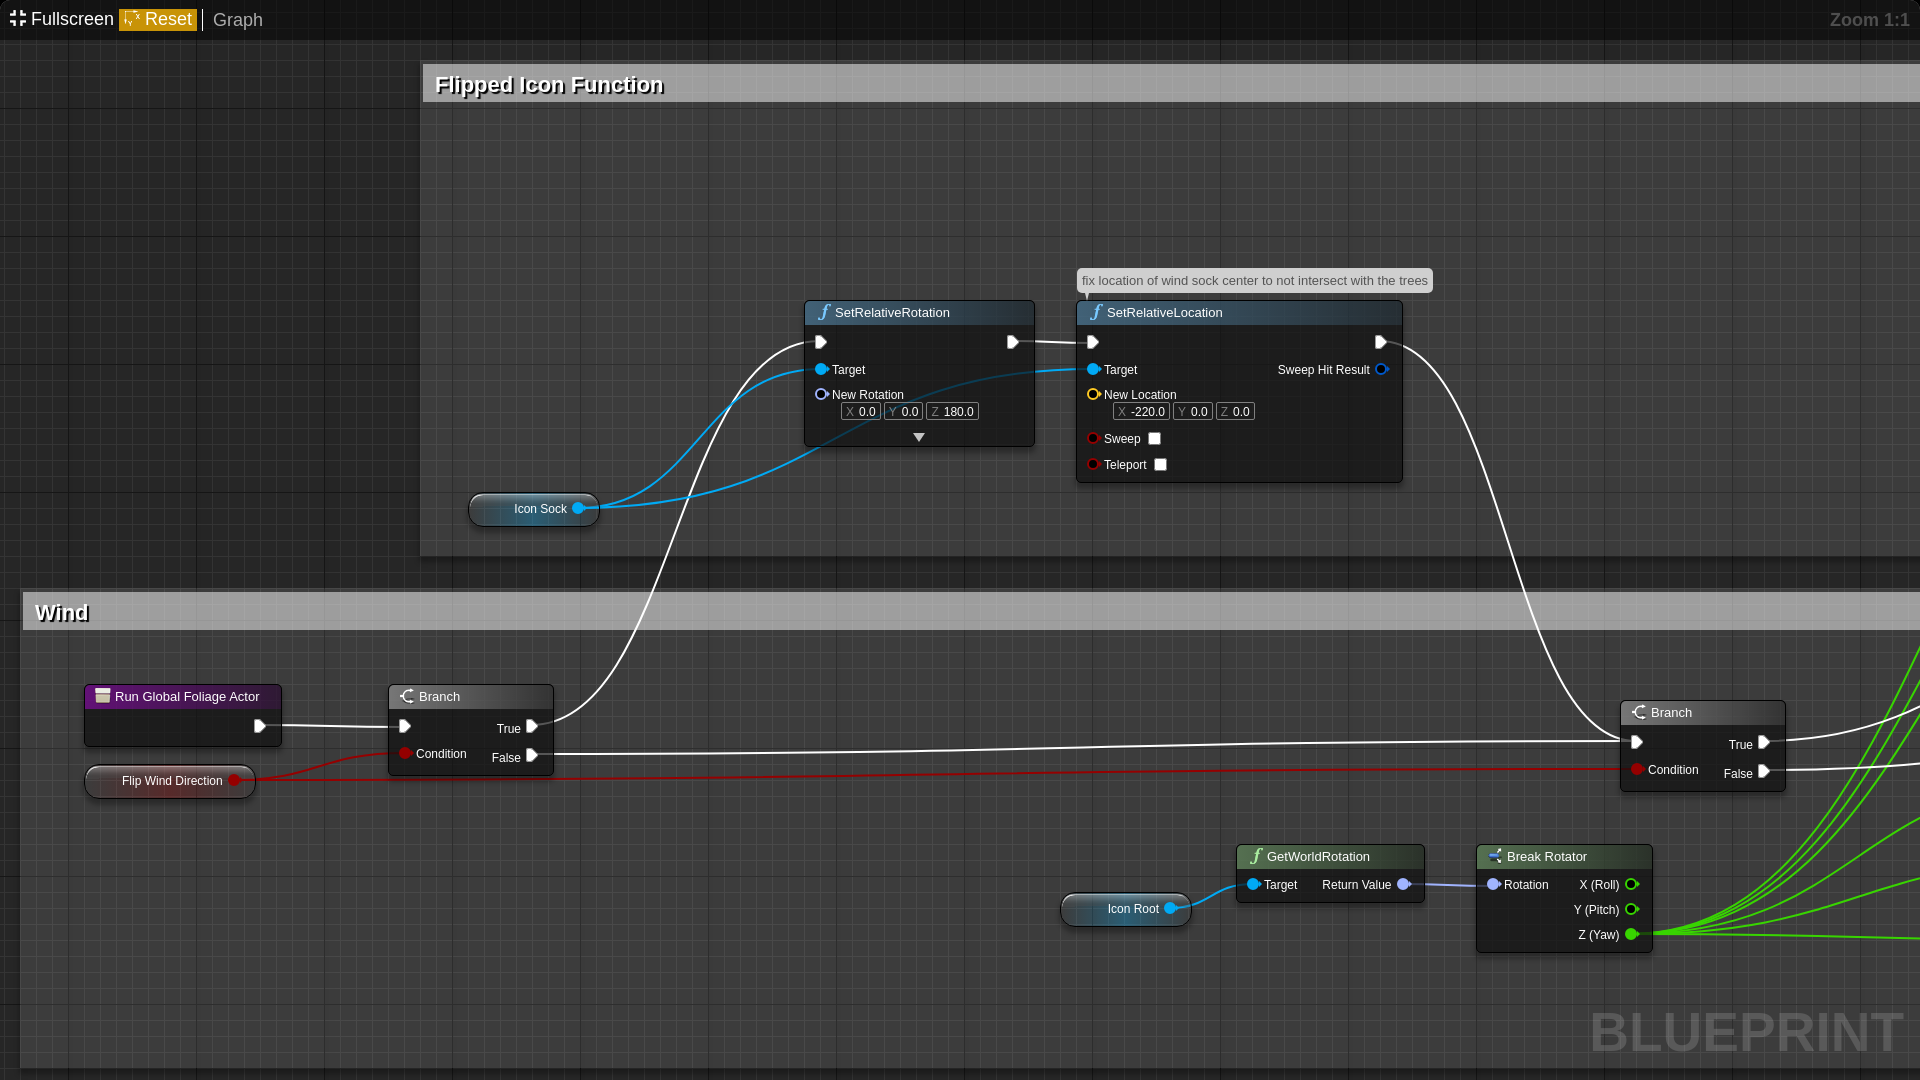 Fullscreen Reset Graph Zoom 1:1
Flipped Icon Function
fix location of wind sock center to not intersect with the trees
SetRelativeRotation
Target
New Rotation
X 0.0 Y 0.0 Z 180.0
SetRelativeLocation
Target Sweep Hit Result
New Location
X -220.0 Y 0.0 Z 0.0
Sweep
Teleport
Icon Sock
Wind
Run Global Foliage Actor
Flip Wind Direction
Branch
True
Condition
False
Branch
True
Condition
False
GetWorldRotation
Target Return Value
Icon Root
Break Rotator
Rotation X (Roll)
Y (Pitch)
Z (Yaw)
BLUEPRINT